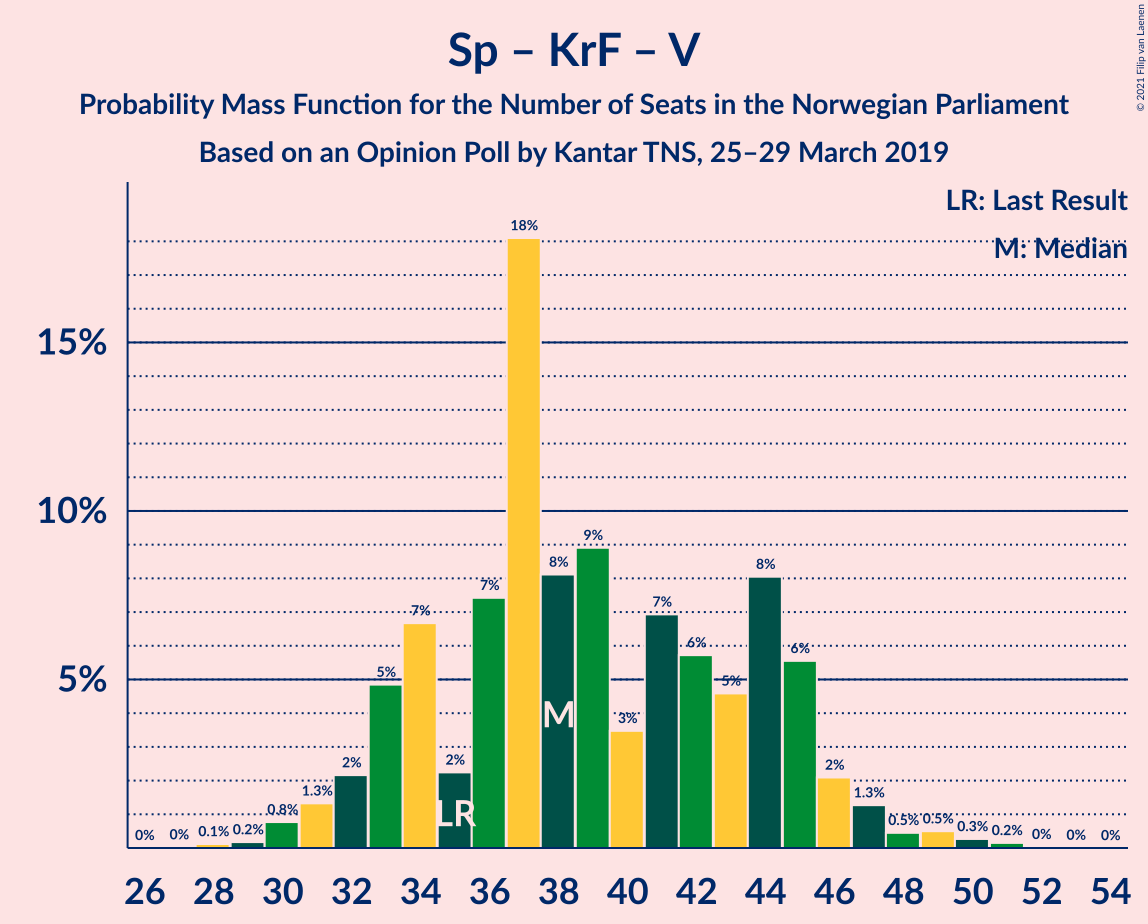 Sp – KrF – V
Probability Mass Function for the Number of Seats in the Norwegian Parliament
Based on an Opinion Poll by Kantar TNS, 25–29 March 2019
© 2021 Filip van Laenen
LR: Last Result
M: Median
15%
10%
5%
0% 0% 0.1% 0.2% 0.8% 1.3% 2% 5% 7% 2% 7% 18% 8% 9% 3% 7% 6% 5% 8% 6% 2% 1.3% 0.5% 0.5% 0.3% 0.2% 0% 0% 0%
LR
M
26 28 30 32 34 36 38 40 42 44 46 48 50 52 54